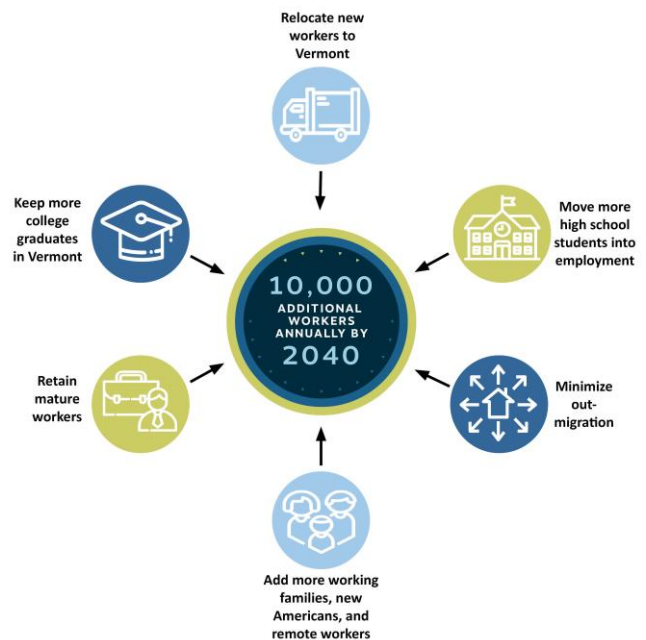 Relocate new
workers to
Vermont
Keep more
college
graduates
in Vermont
Move more
high school
students into
employment
10,000
ADDITIONAL
WORKERS
ANNUALLY BY
2040
Retain
mature
workers
Minimize
out-
migration
Add more working
families, new
Americans, and
remote workers